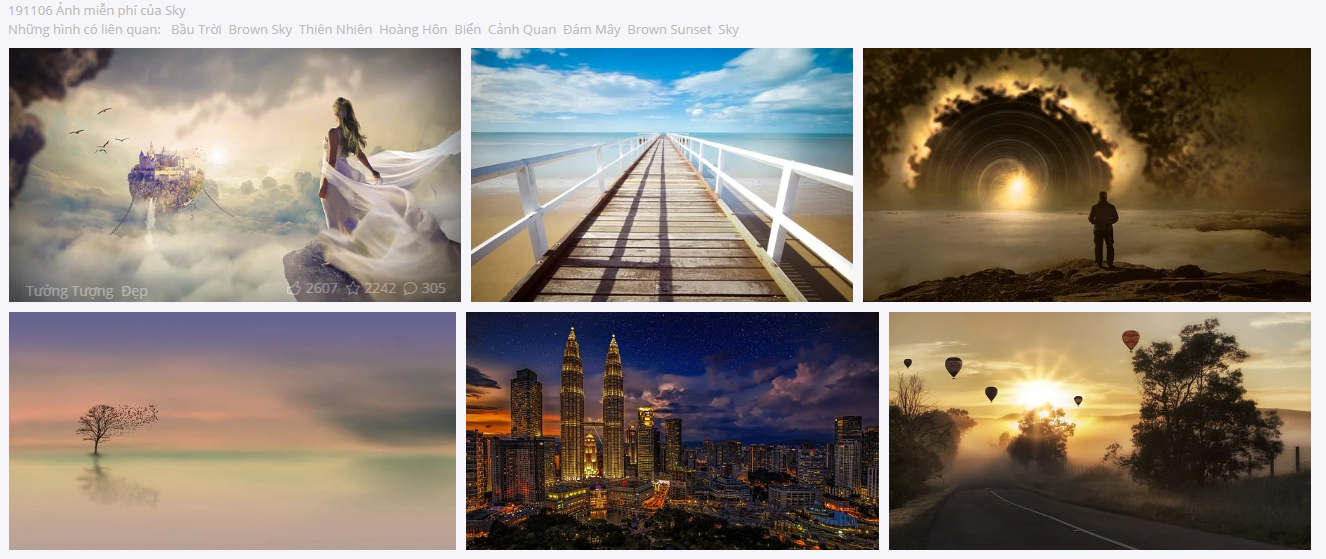 191106 Ảnh miễn phí của Sky
Những hình có liên quan: Bầu Trời Brown Sky Thiên Nhiên Hoàng Hôn Biển Cảnh Quan Đám Mây Brown Sunset Sky
Tưởng Tượng Đẹp 2607 2242 305